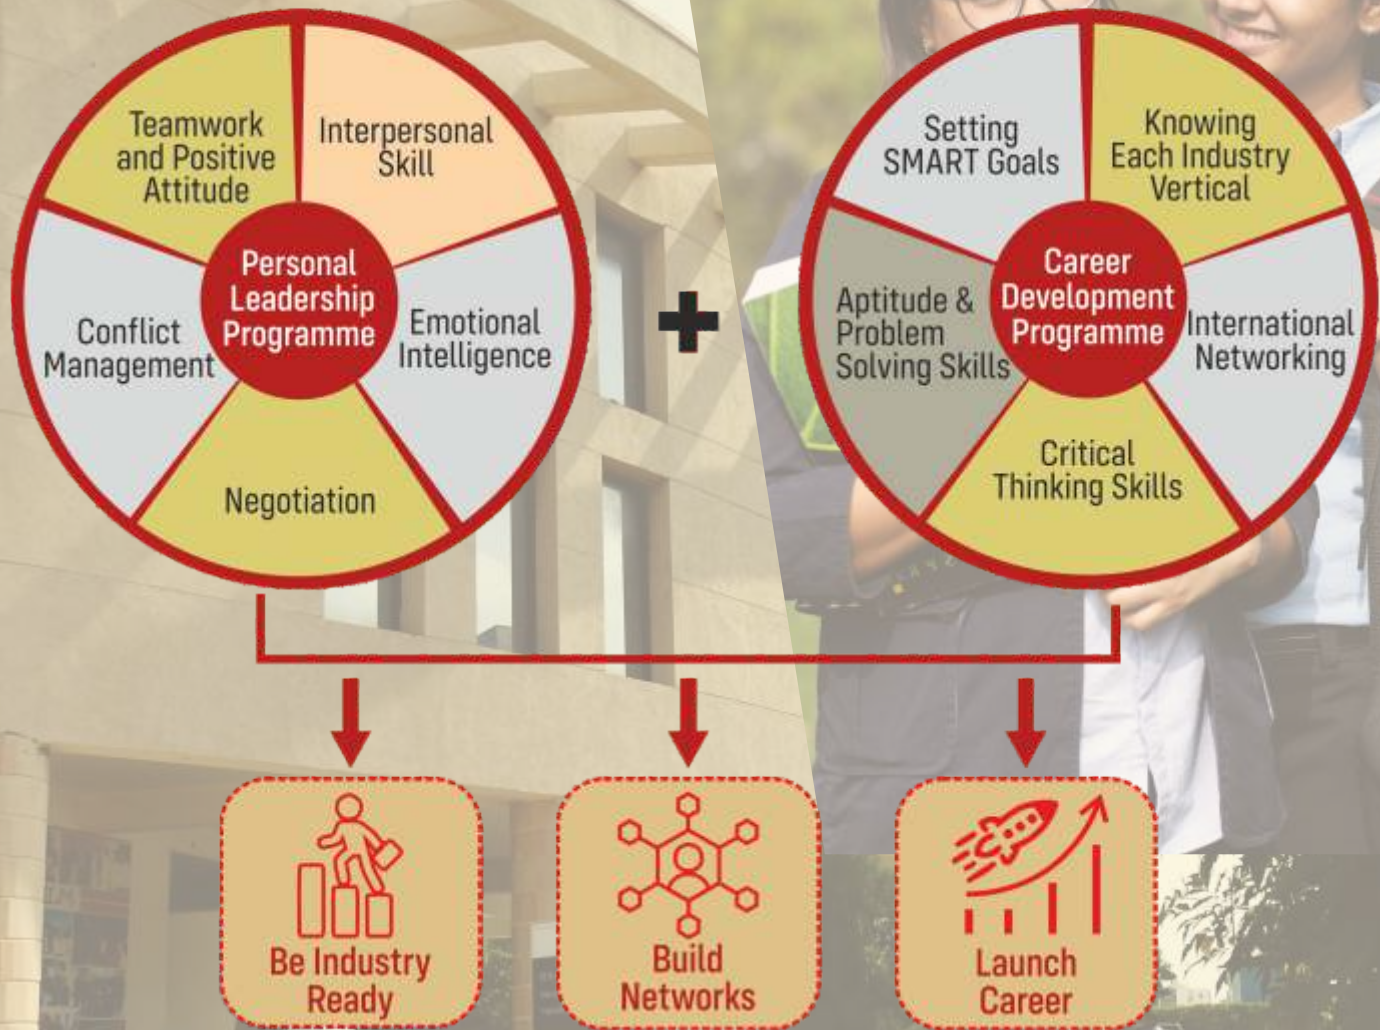 Teamwork
and Positive
Attitude
Interpersonal
Skill
Emotional
Intelligence
Negotiation
Conflict
Management
Personal
Leadership
Programme
Setting
SMART Goals
Knowing
Each Industry
Vertical
International
Networking
Critical
Thinking Skills
Aptitude &
Problem
Solving Skills
Career
Development
Programme
Be Industry
Ready
Build
Networks
Launch
Career